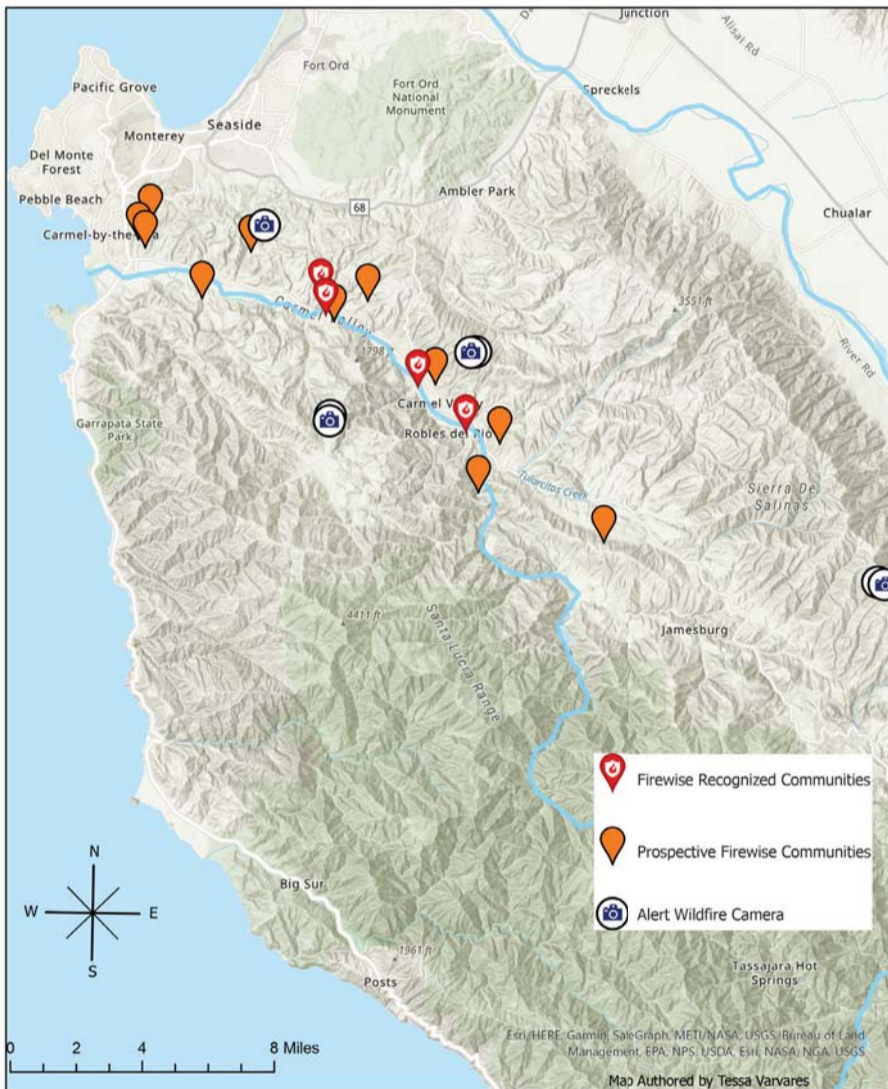 Junction
Alisal Rd
Fort Ord
Pacific Grove
Fort Ord
National
Monument
Spreckels
Seaside
Monterey
Del Monte
Forest
Pebble Beach
Ambler Park
68
Chualar
Carmel-by-the-
Carmel Valley
3551 ft
River Rd
1798
Carmel V
Garrapata State
Park
Robles del Rio
Tularcitos Creek
Sierra De
Salinas
4411 ft
Santa Lucia
Range
Jamesburg
Firewise Recognized Communities
Prospective Firewise Communities
Alert Wildfire Camera
N
W
E
S
Big Sur
1961 ft
Posts
Tassajara Hot
Springs
Esri, HERE, Garmin, SafeGraph, METI/NASA, USGS, Bureau of Land
Management, EPA, NPS, USDA, Esri, NASA, NGA, USGS
0 4 8 Miles
Map Authored by Tessa Varvares